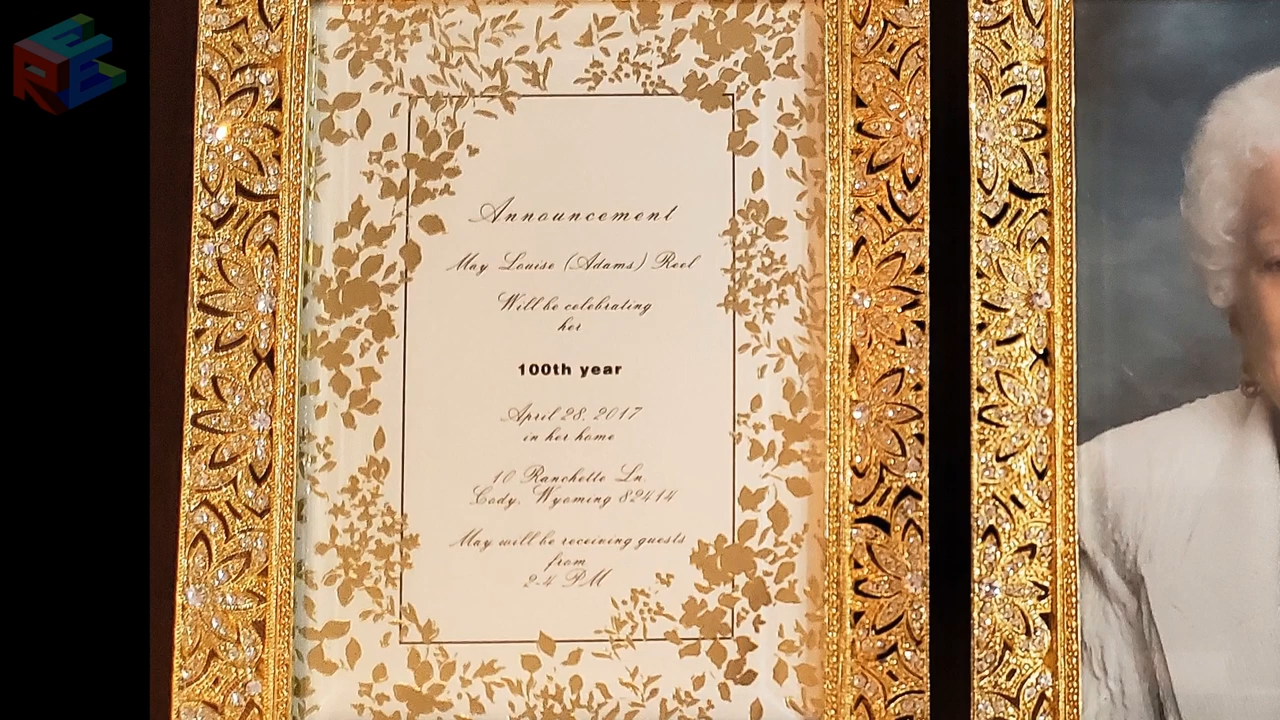 REEE
Announcement
May Louise (Adams) Reel
Will be celebrating
her
100th year
April 28, 2017
in her home
10 Ranchette Ln.
Cody, Wyoming 82414
May will be receiving guests
from
2-4 PM